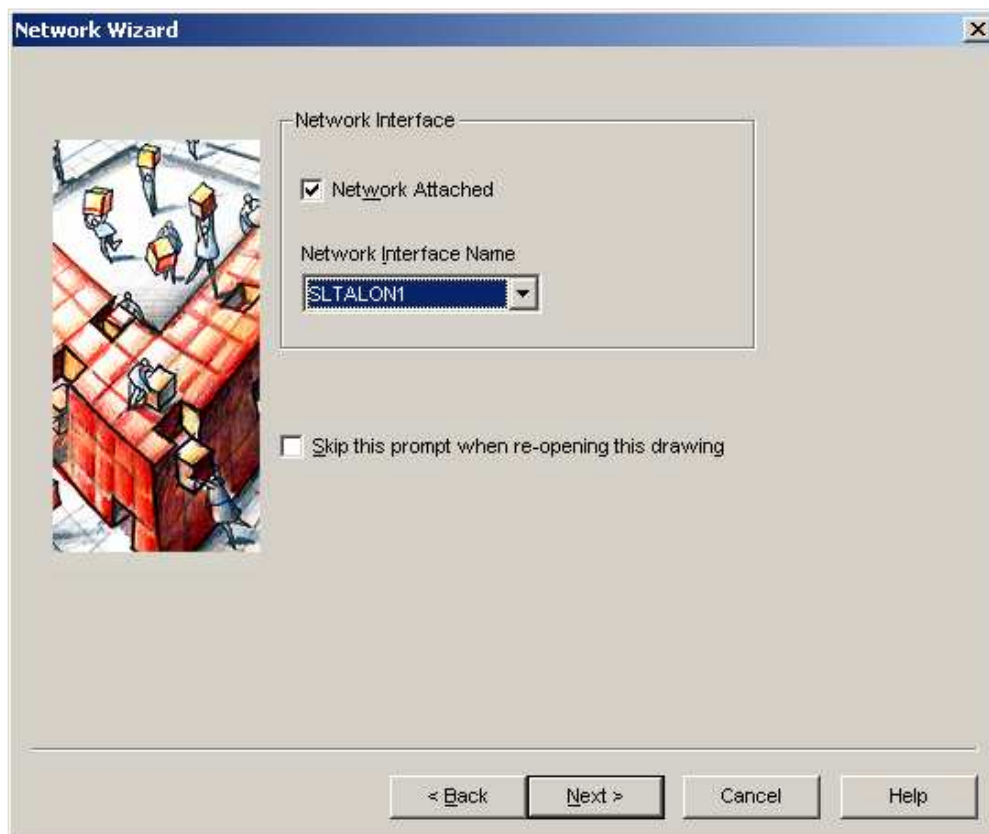 Network Wizard
Network Interface
Network Attached
Network Interface Name
SLTALON1
Skip this prompt when re-opening this drawing
< Back
Next >
Cancel
Help